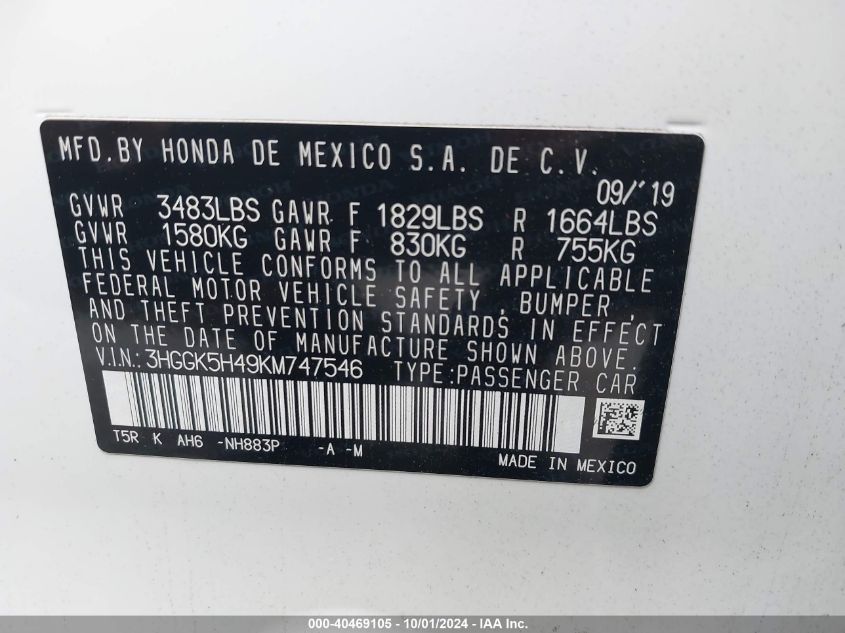 MFD.BY HONDA DE MEXICO S.A. DE C.V.
09/'19
GVWR 3483LBS GAWR F 1829LBS R 1664LBS
GVWR 1580KG GAWR F 830KG R 755KG
THIS VEHICLE CONFORMS TO ALL APPLICABLE
FEDERAL MOTOR VEHICLE SAFETY , BUMPER ,
AND THEFT PREVENTION STANDARDS IN EFFECT
ON THE DATE OF MANUFACTURE SHOWN ABOVE.
V.I.N.: 3HGGK5H49KM747546 TYPE:PASSENGER CAR
T5R K AH6 -NH883P -A -M
MADE IN MEXICO
000-40469105 - 10/01/2024 - IAA Inc.